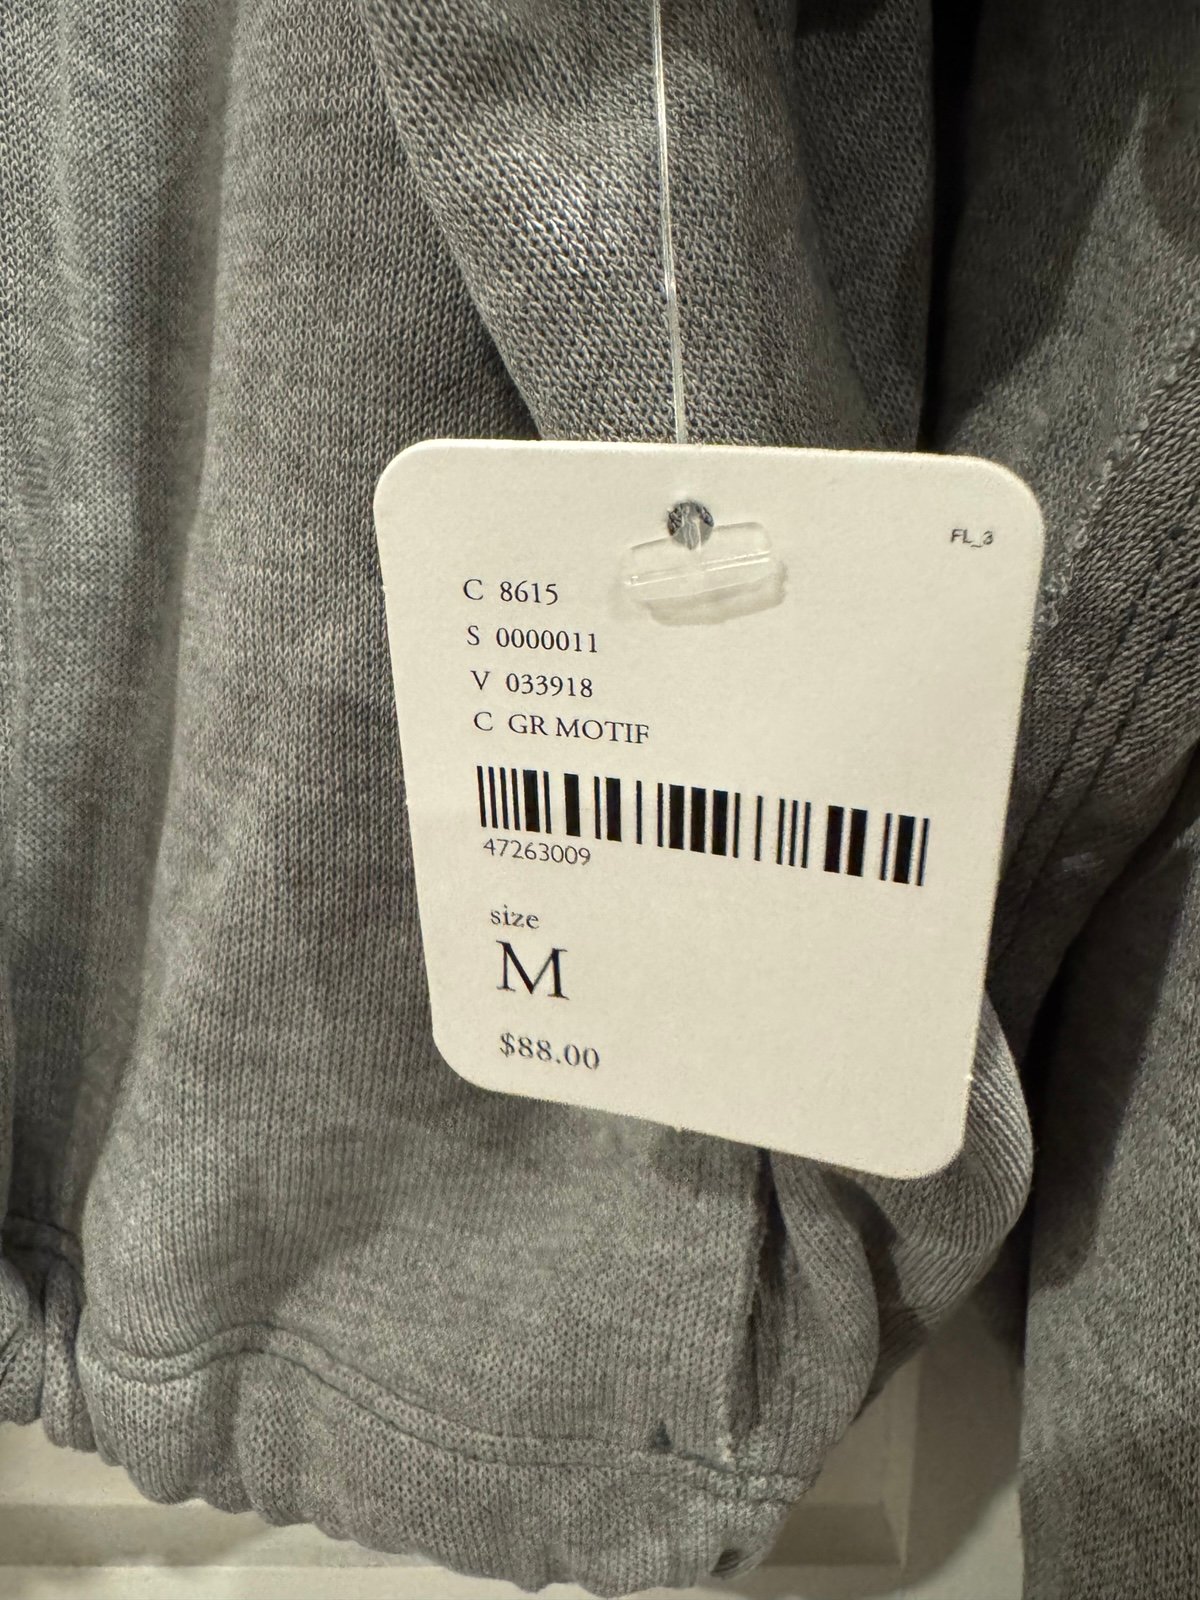 FL_3
C 8615
S 0000011
V 033918
C GR MOTIF
47263009
size
M
$88.00